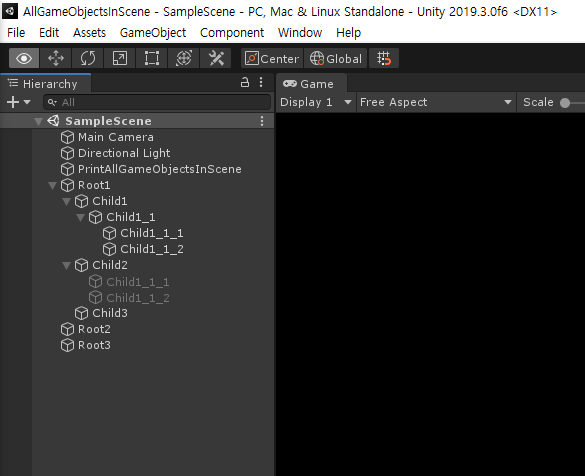 AllGameObjectsInScene - SampleScene - PC, Mac & Linux Standalone - Unity 2019.3.0f6 <DX11>
File Edit Assets GameObject Component Window Help
Center Global
Hierarchy
Game
All
Display 1 Free Aspect Scale
SampleScene
Main Camera
Directional Light
PrintAllGameObjectsInScene
Root1
Child1
Child1_1
Child1_1_1
Child1_1_2
Child2
Child1_1_1
Child1_1_2
Child3
Root2
Root3